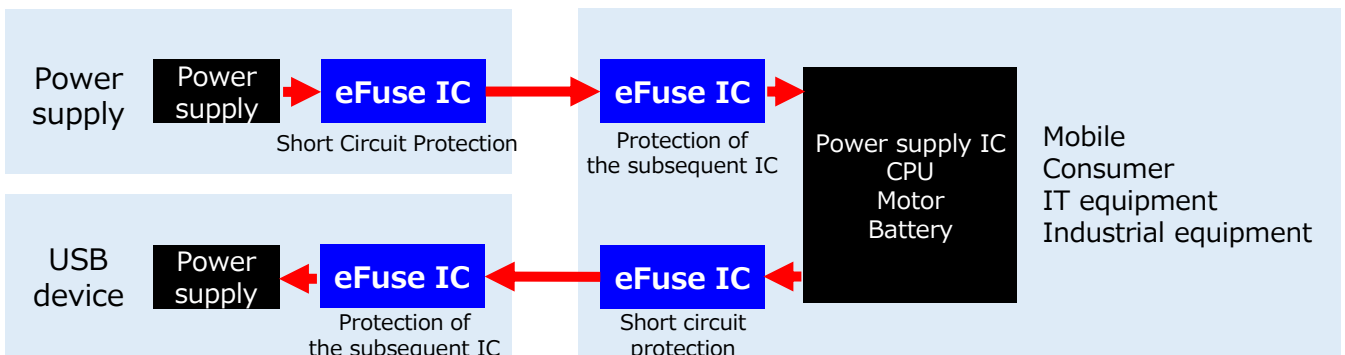 Power
supply
Power
supply
eFuse IC
Short Circuit Protection
eFuse IC
Protection of
the subsequent IC
Power supply IC
CPU
Motor
Battery
Mobile
Consumer
IT equipment
Industrial equipment
USB
device
Power
supply
eFuse IC
Protection of
the subsequent IC
eFuse IC
Short circuit
protection